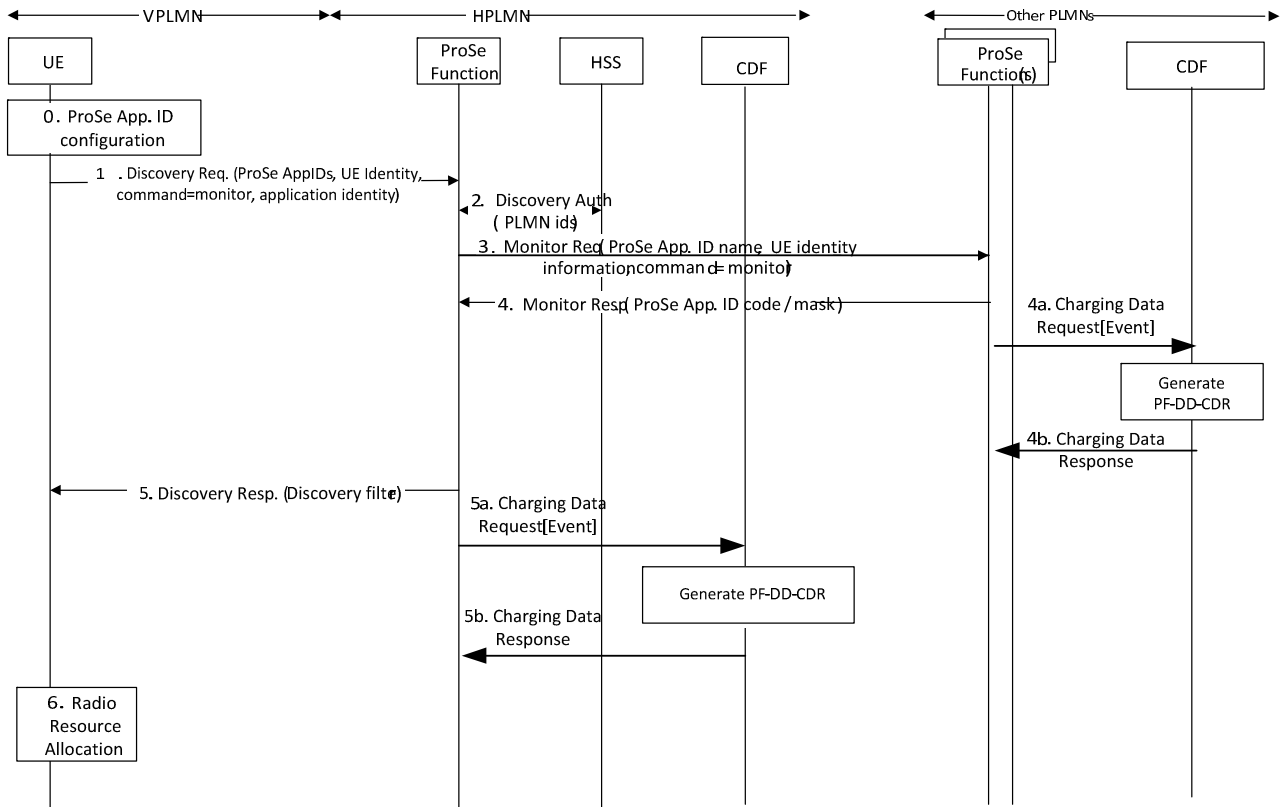 VPLMN
HPLMN
Other PLMNs
UE
ProSe
Function
HSS
CDF
ProSe
Function(s)
CDF
0. ProSe App. ID
configuration
1 . Discovery Req. (ProSe AppIDs, UE Identity,
command=monitor, application identity)
2. Discovery Auth
( PLMN ids)
3. Monitor Req( ProSe App. ID name, UE identity
information, command= monitor)
4. Monitor Resp.( ProSe App. ID code / mask)
4a. Charging Data
Request[Event]
Generate
PF-DD-CDR
4b. Charging Data
Response
5. Discovery Resp. (Discovery filter)
5a. Charging Data
Request[Event]
Generate PF-DD-CDR
5b. Charging Data
Response
6. Radio
Resource
Allocation